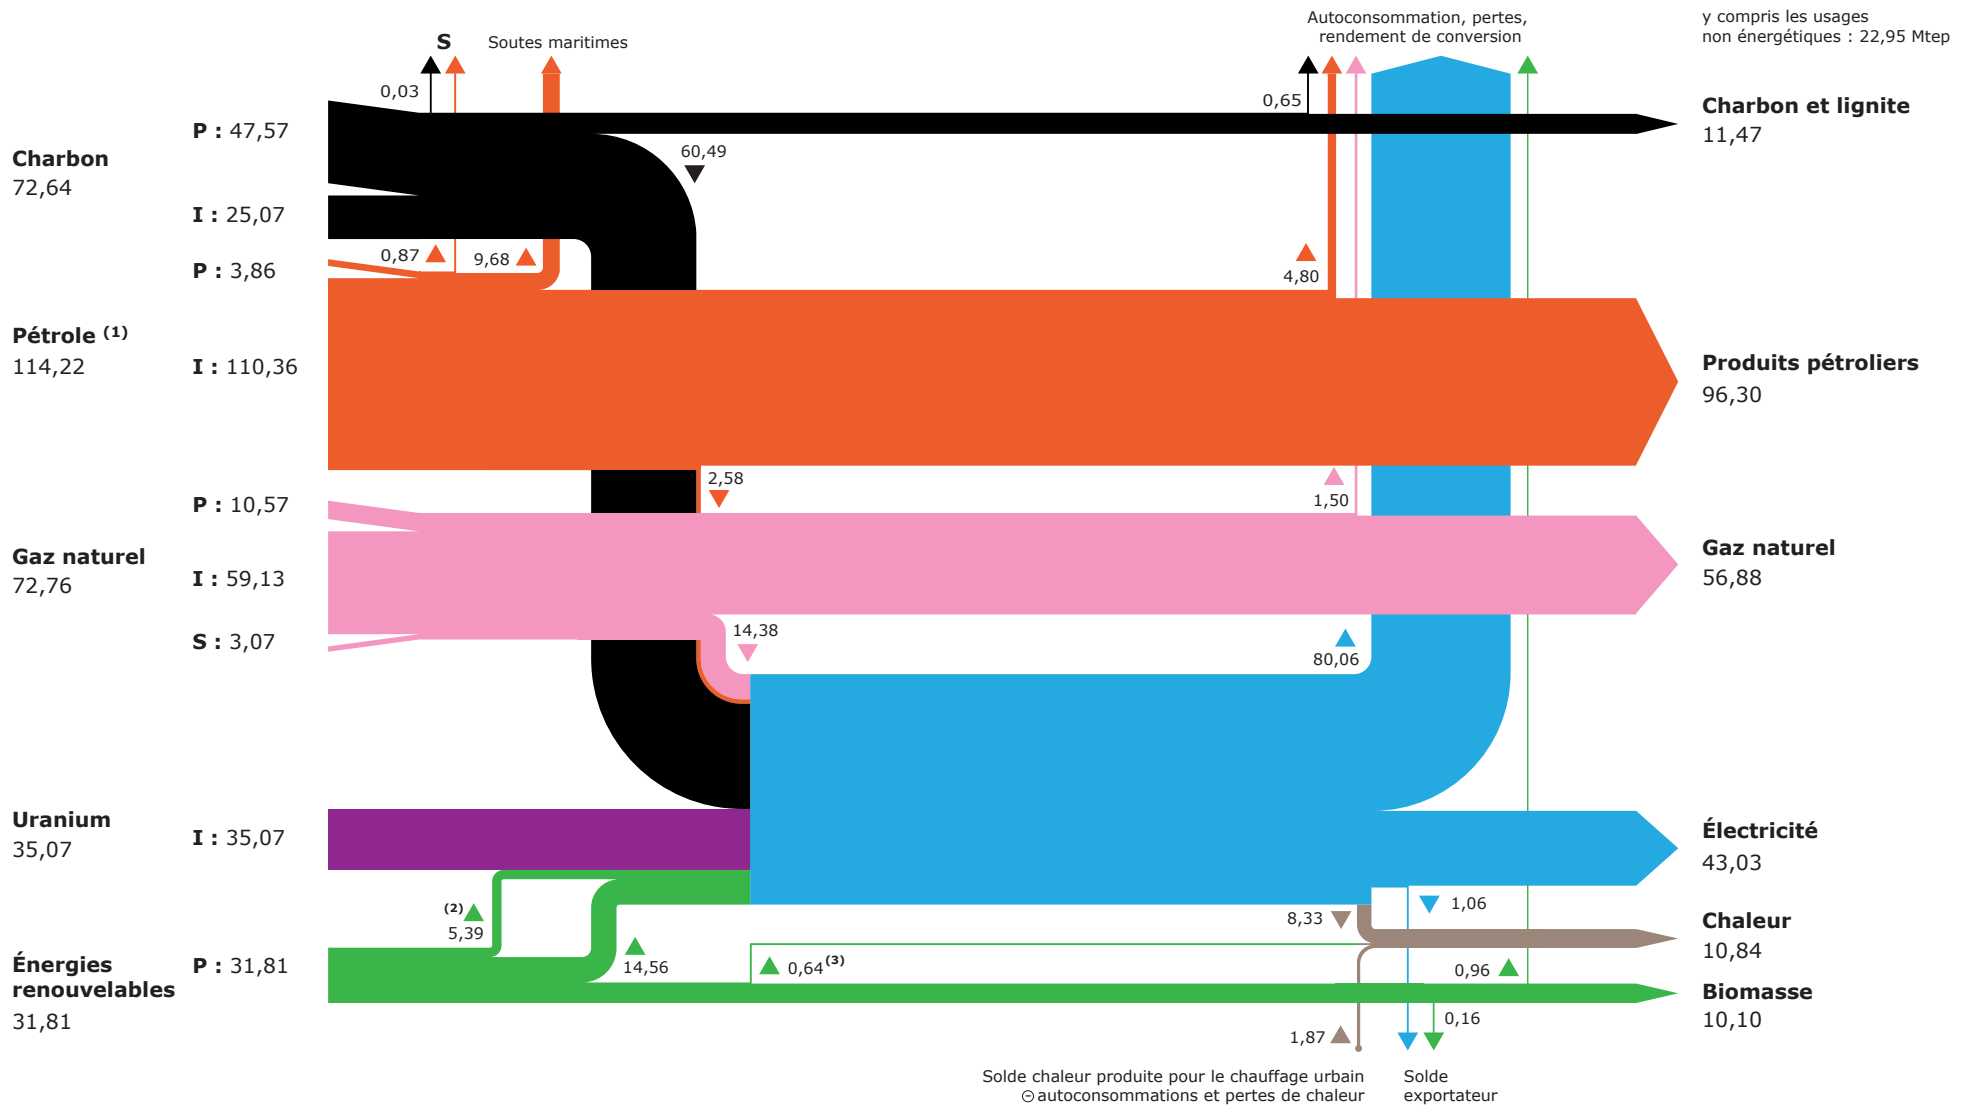 Autoconsommation, pertes,
rendement de conversion
y compris les usages
non énergétiques : 22,95 Mtep
S
Soutes maritimes
0,03
0,65
Charbon et lignite
11,47
P : 47,57
Charbon
72,64
60,49
I : 25,07
0,87
9,68
4,80
P : 3,86
Pétrole (1)
114,22
I : 110,36
Produits pétroliers
96,30
2,58
1,50
P : 10,57
Gaz naturel
72,76
I : 59,13
Gaz naturel
56,88
S : 3,07
14,38
80,06
Uranium
35,07
I : 35,07
Électricité
43,03
(2)
5,39
8,33
1,06
Chaleur
10,84
Énergies
renouvelables
31,81
P : 31,81
14,56
0,64(3)
0,96
Biomasse
10,10
0,16
1,87
Solde chaleur produite pour le chauffage urbain
⊖ autoconsommations et pertes de chaleur
Solde
exportateur